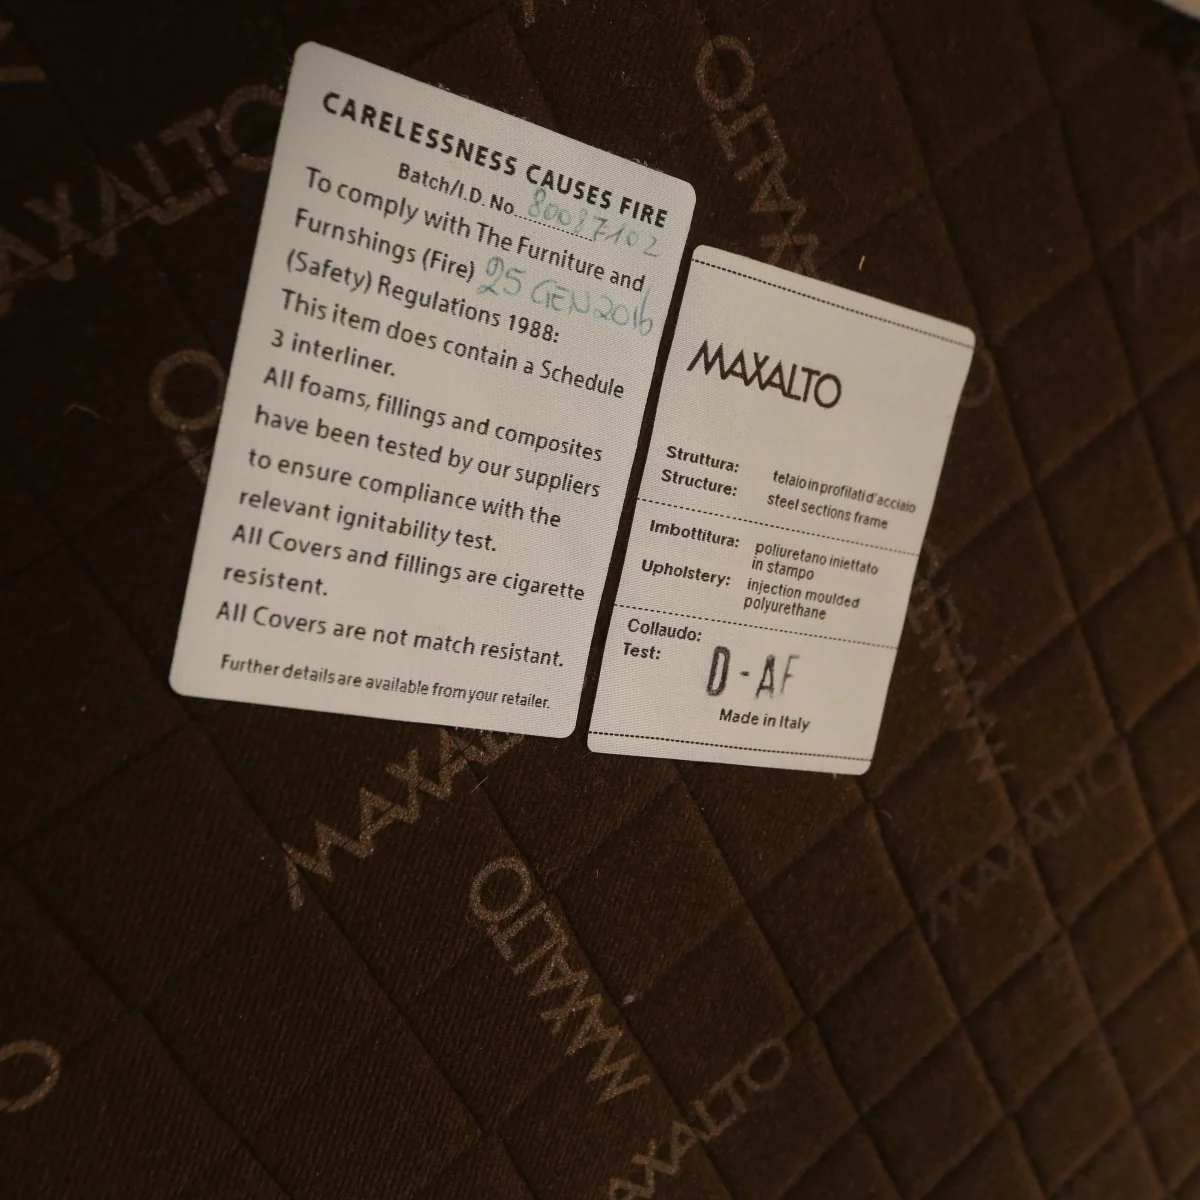 CARELESSNESS CAUSES FIRE
Batch/I.D. No. 80087102
To comply with The Furniture and
Furnshings (Fire) 25 GEN 2016
(Safety) Regulations 1988:
This item does contain a Schedule
3 interliner.
All foams, fillings and composites
have been tested by our suppliers
to ensure compliance with the
relevant ignitability test.
All Covers and fillings are cigarette
resistent.
All Covers are not match resistant.
Further details are available from your retailer.
MAXALTO
Struttura: telaio in profilati d'acciaio
Structure: steel sections frame
Imbottitura: poliuretano iniettato
in stampo
Upholstery: injection moulded
polyurethane
Collaudo:
Test: D-AF
Made in Italy
MAXALTO
MAXALTO
MAXALTO
MAXALTO
MAXALTO
MAXALTO